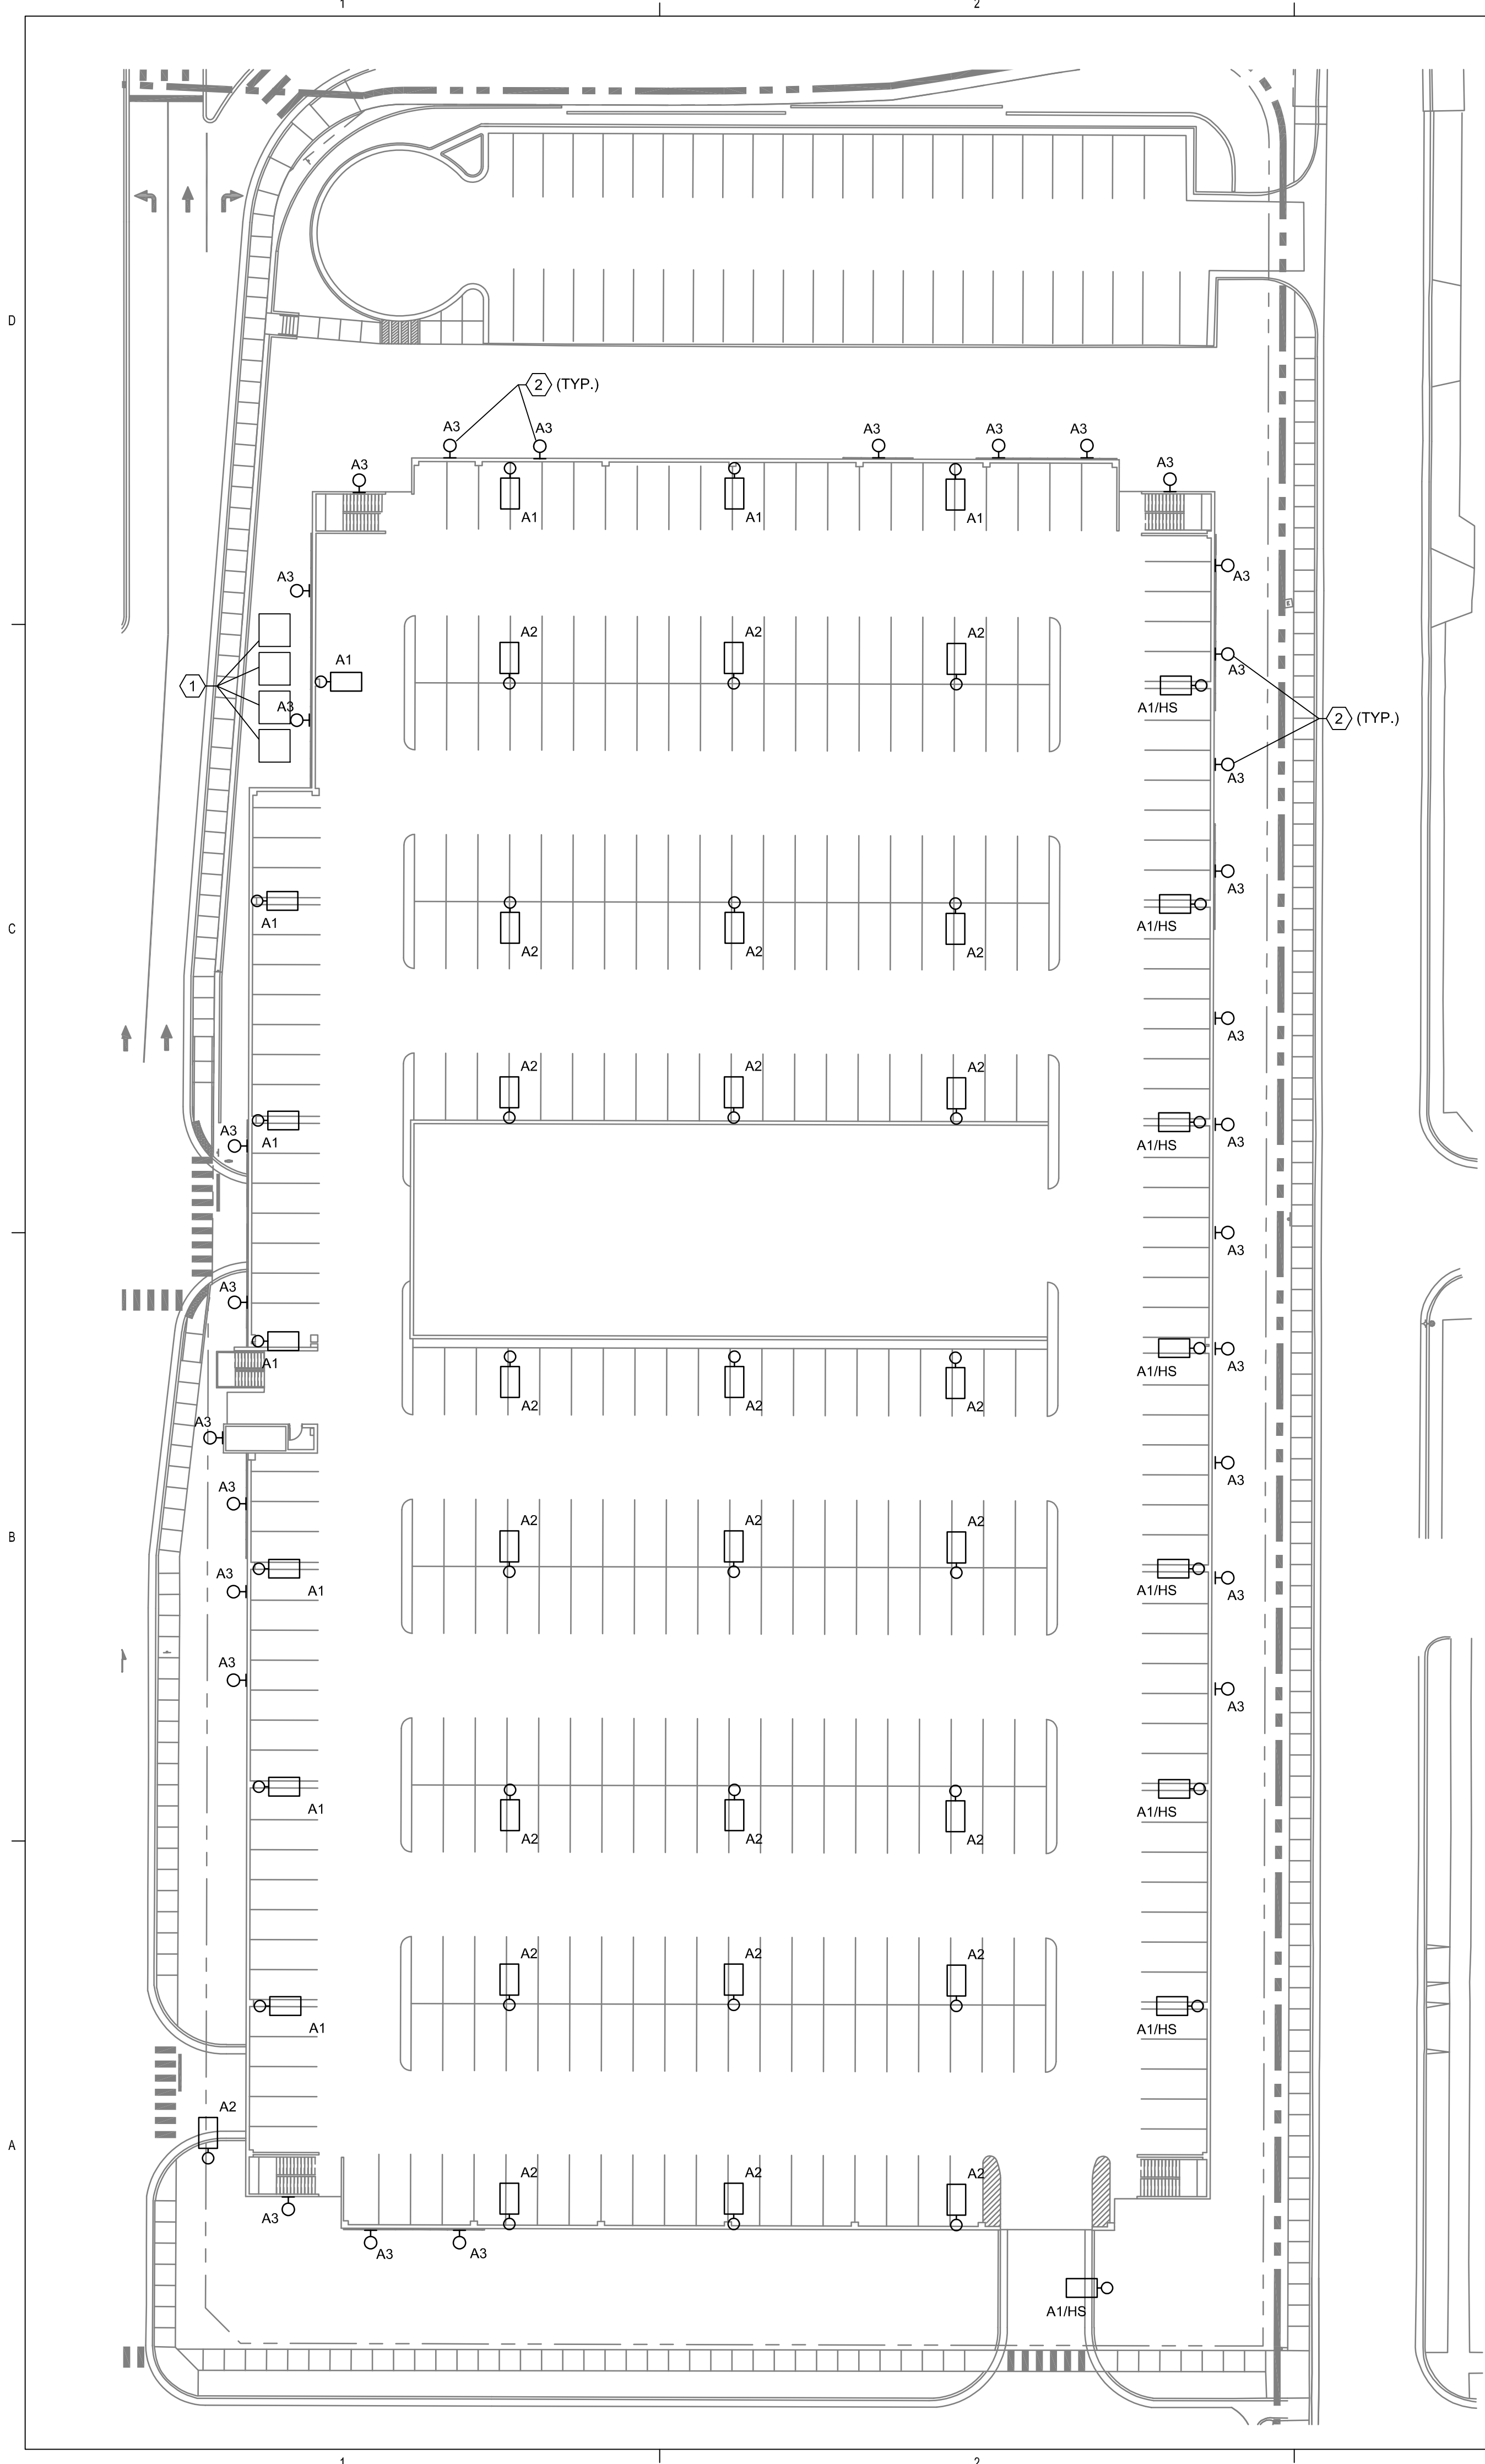 1 2
D
2 (TYP.)
A3 A3 A3 A3 A3
A3 A3
A1 A1 A1
A3 A3
A2 A2 A2
A1 A3
1
A3 A1/HS
2 (TYP.)
A3
A3
C
A1 A1/HS
A2 A2 A2
A3
A2 A2 A2
A3 A1 A1/HS A3
A3
A3
A1 A1/HS A3
A2 A2 A2
A3
A3
A3
B
A2 A2 A2
A3 A1 A1/HS A3
A3
A3
A1 A1/HS
A2 A2 A2
A2 A2 A2
A1 A1/HS
A2
A
A2 A2 A2
A3
A3 A3
A1/HS
1 2